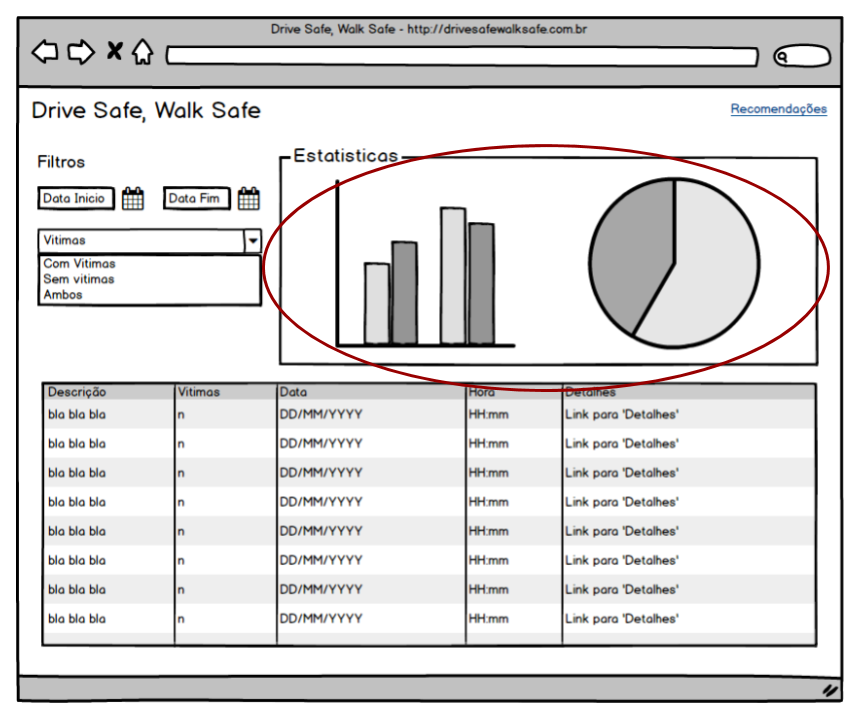 Drive Safe, Walk Safe - http://drivesafewalksafe.com.br
Drive Safe, Walk Safe
Recomendações
Filtros
Estatisticas
Data Inicio
Data Fim
Vitimas
Com Vitimas
Sem vitimas
Ambos
Descrição Vitimas Data Hora Detalhes
bla bla bla n DD/MM/YYYY HH:mm Link para 'Detalhes'
bla bla bla n DD/MM/YYYY HH:mm Link para 'Detalhes'
bla bla bla n DD/MM/YYYY HH:mm Link para 'Detalhes'
bla bla bla n DD/MM/YYYY HH:mm Link para 'Detalhes'
bla bla bla n DD/MM/YYYY HH:mm Link para 'Detalhes'
bla bla bla n DD/MM/YYYY HH:mm Link para 'Detalhes'
bla bla bla n DD/MM/YYYY HH:mm Link para 'Detalhes'
bla bla bla n DD/MM/YYYY HH:mm Link para 'Detalhes'